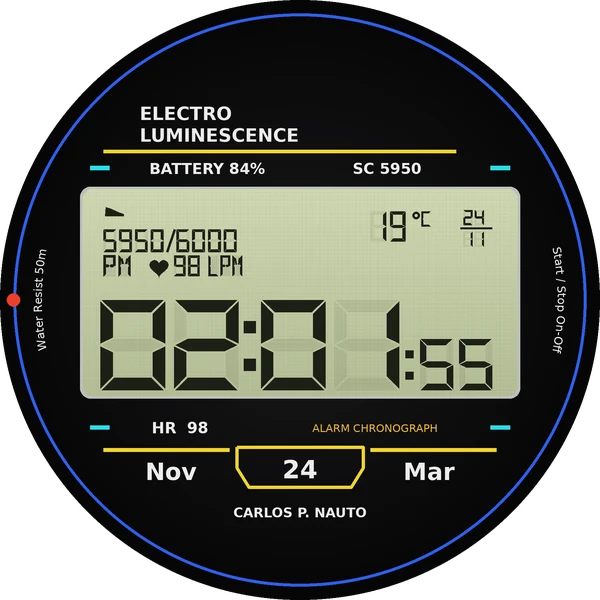 ELECTRO
LUMINESCENCE
BATTERY 84% SC 5950
19°C 24
11
5950/6000
PM 98 LPM
Water Resist 50m
Start / Stop On-Off
02:01:55
HR 98 ALARM CHRONOGRAPH
Nov 24 Mar
CARLOS P. NAUTO